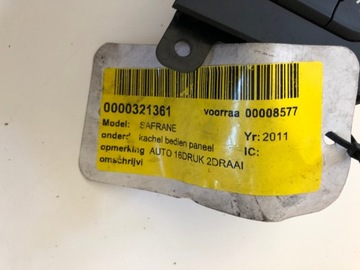 0000321361 voorraa 00008577
Model: SAFRANE Yr: 2011
onderd kachel bedien paneel IC:
opmerking AUTO 16DRUK 2DRAAI
omschrijvi